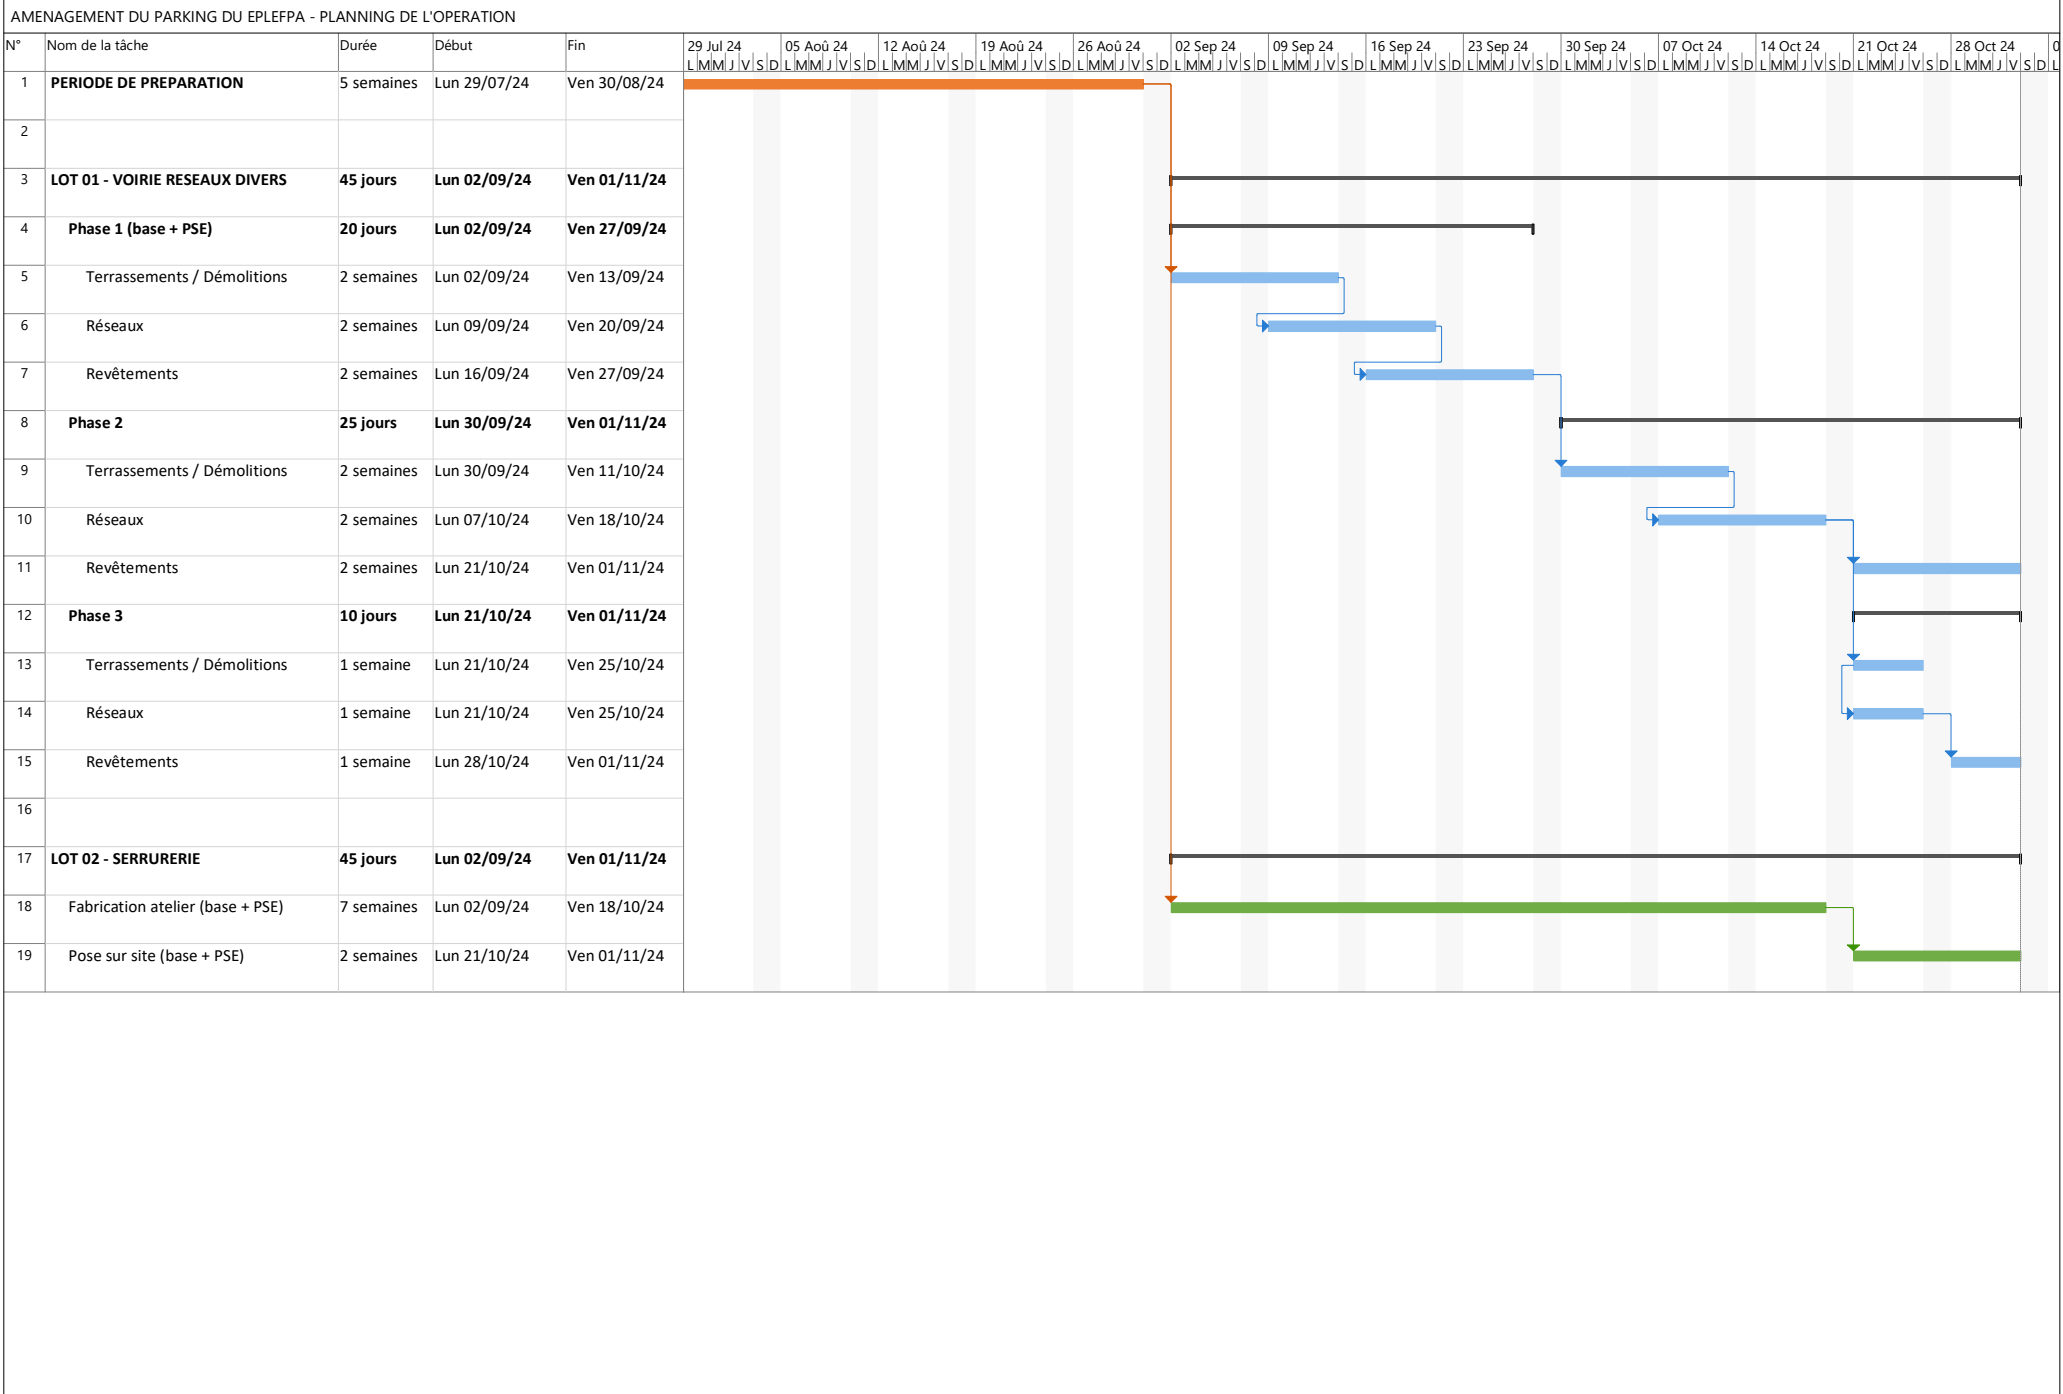 AMENAGEMENT DU PARKING DU EPLEFPA - PLANNING DE L'OPERATION
N° Nom de la tâche Durée Début Fin 29 Jul 24 05 Aoû 24 12 Aoû 24 19 Aoû 24 26 Aoû 24 02 Sep 24 09 Sep 24 16 Sep 24 23 Sep 24 30 Sep 24 07 Oct 24 14 Oct 24 21 Oct 24 28 Oct 24 0
L M M J V S D L M M J V S D L M M J V S D L M M J V S D L M M J V S D L M M J V S D L M M J V S D L M M J V S D L M M J V S D L M M J V S D L M M J V S D L M M J V S D L M M J V S D L M M J V S D L
1 PERIODE DE PREPARATION 5 semaines Lun 29/07/24 Ven 30/08/24
2
3 LOT 01 - VOIRIE RESEAUX DIVERS 45 jours Lun 02/09/24 Ven 01/11/24
4 Phase 1 (base + PSE) 20 jours Lun 02/09/24 Ven 27/09/24
5 Terrassements / Démolitions 2 semaines Lun 02/09/24 Ven 13/09/24
6 Réseaux 2 semaines Lun 09/09/24 Ven 20/09/24
7 Revêtements 2 semaines Lun 16/09/24 Ven 27/09/24
8 Phase 2 25 jours Lun 30/09/24 Ven 01/11/24
9 Terrassements / Démolitions 2 semaines Lun 30/09/24 Ven 11/10/24
10 Réseaux 2 semaines Lun 07/10/24 Ven 18/10/24
11 Revêtements 2 semaines Lun 21/10/24 Ven 01/11/24
12 Phase 3 10 jours Lun 21/10/24 Ven 01/11/24
13 Terrassements / Démolitions 1 semaine Lun 21/10/24 Ven 25/10/24
14 Réseaux 1 semaine Lun 21/10/24 Ven 25/10/24
15 Revêtements 1 semaine Lun 28/10/24 Ven 01/11/24
16
17 LOT 02 - SERRURERIE 45 jours Lun 02/09/24 Ven 01/11/24
18 Fabrication atelier (base + PSE) 7 semaines Lun 02/09/24 Ven 18/10/24
19 Pose sur site (base + PSE) 2 semaines Lun 21/10/24 Ven 01/11/24